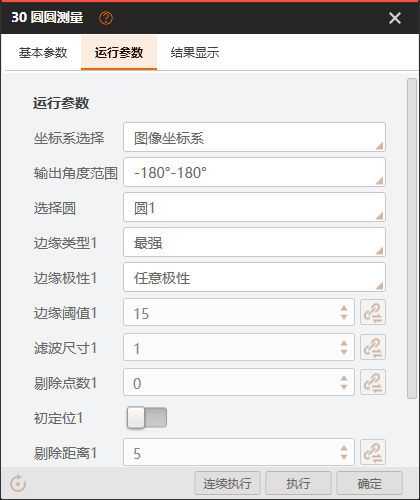 30 圆圆测量
基本参数 运行参数 结果显示
运行参数
坐标系选择 图像坐标系
输出角度范围 -180°-180°
选择圆 圆1
边缘类型1 最强
边缘极性1 任意极性
边缘阈值1 15
滤波尺寸1 1
剔除点数1 0
初定位1
剔除距离1 5
连续执行 执行 确定